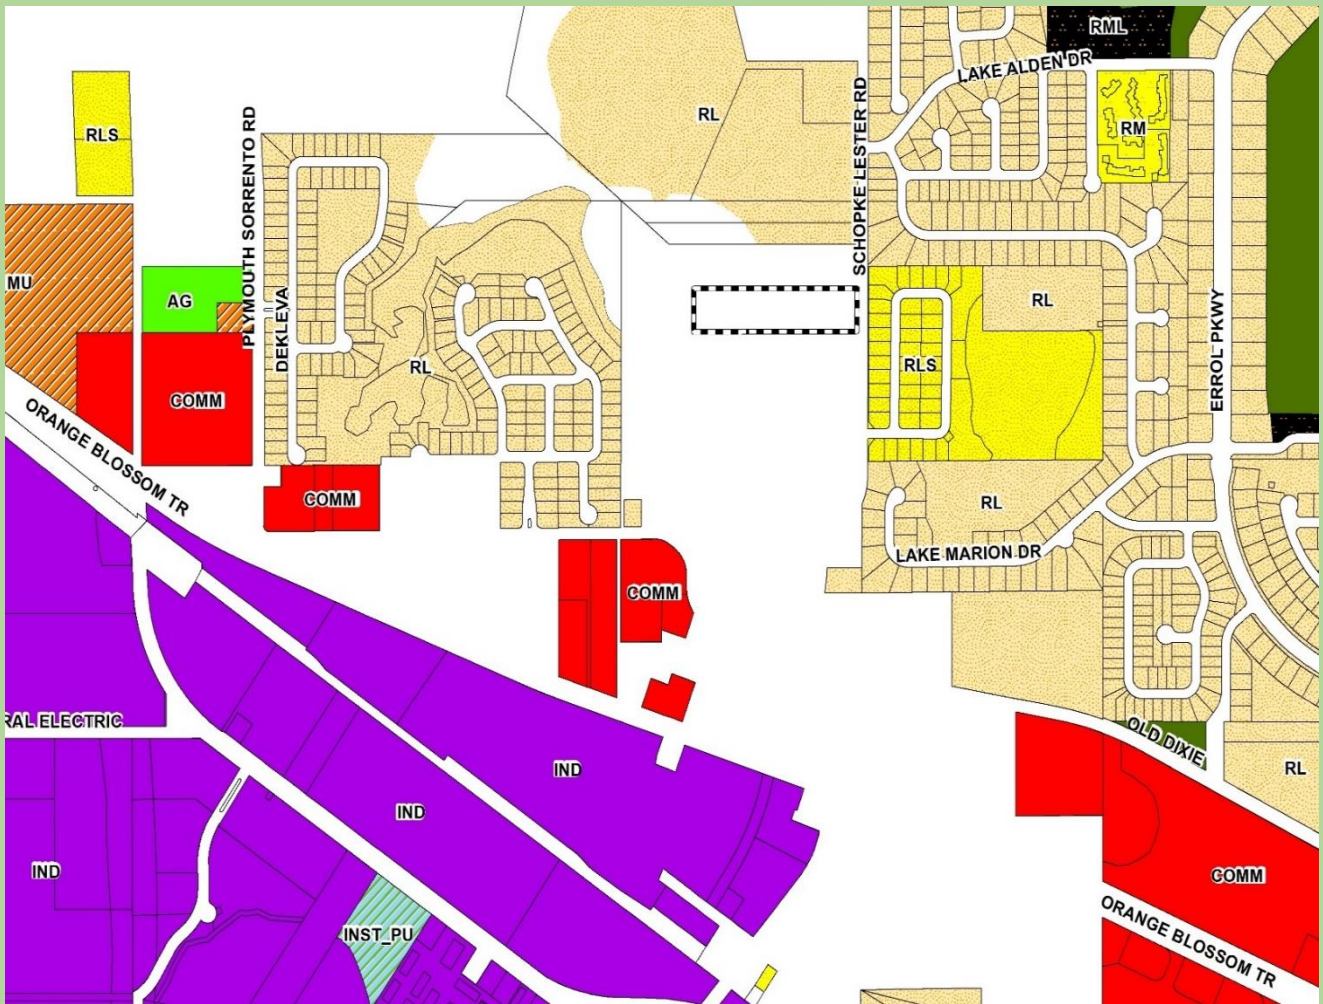 RML
LAKE ALDEN DR
RL
RLS
RM
PLYMOUTH SORRENTO RD
SCHOPKE LESTER RD
MU
AG
RL
DEKLEVA
RL
RLS
ERROL PKWY
COMM
ORANGE BLOSSOM TR
COMM
RL
LAKE MARION DR
COMM
RAL ELECTRIC
OLD DIXIE
IND
RL
IND
IND
COMM
INST_PU
ORANGE BLOSSOM TR